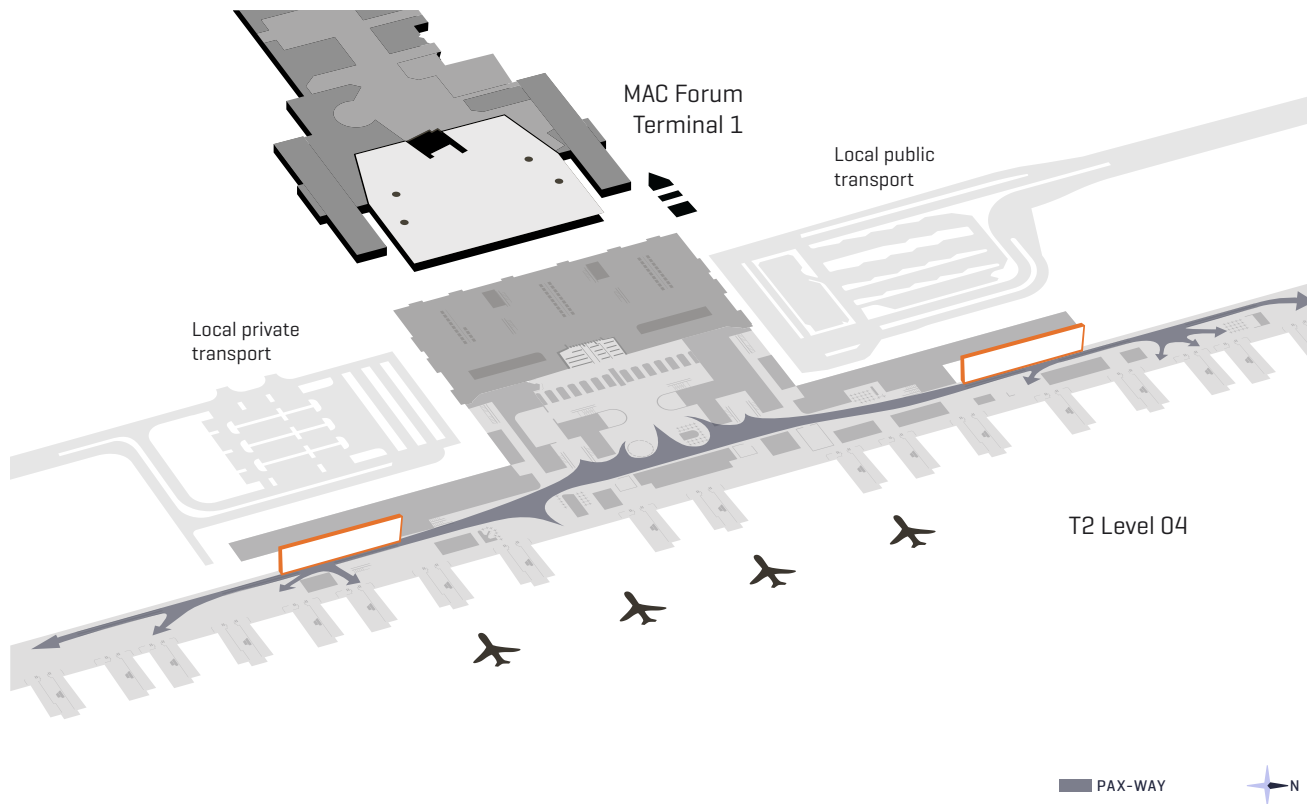 MAC Forum
Terminal 1
Local public
transport
Local private
transport
T2 Level 04
PAX-WAY
N